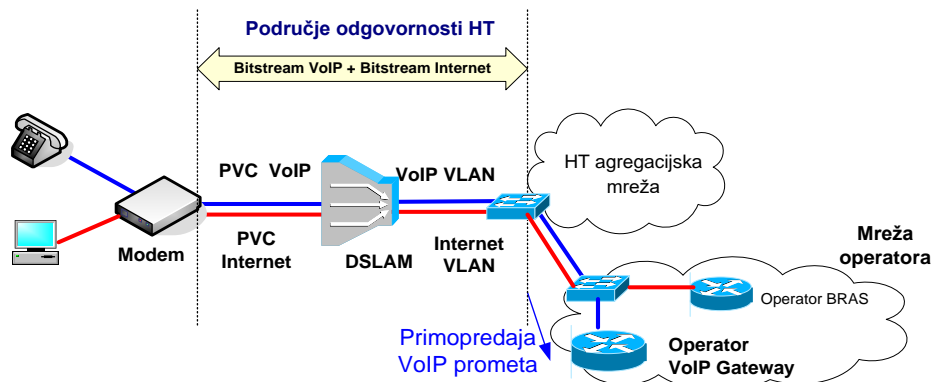 Područje odgovornosti HT
Bitstream VoIP + Bitstream Internet
PVC VoIP
VoIP VLAN
HT agregacijska
mreža
Modem
PVC
Internet
DSLAM
Internet
VLAN
Mreža
operatora
Operator BRAS
Primopredaja
VoIP prometa
Operator
VoIP Gateway